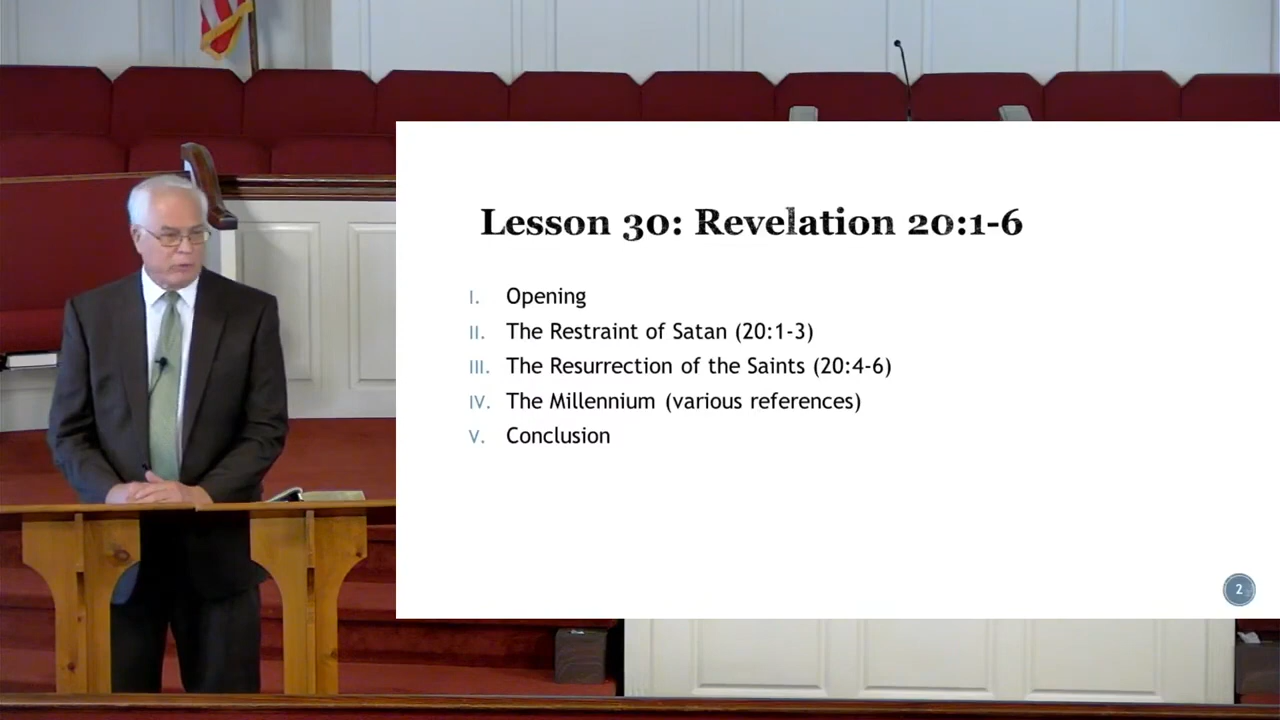 Lesson 30: Revelation 20:1-6
I. Opening
II. The Restraint of Satan (20:1-3)
III. The Resurrection of the Saints (20:4-6)
IV. The Millennium (various references)
V. Conclusion
2